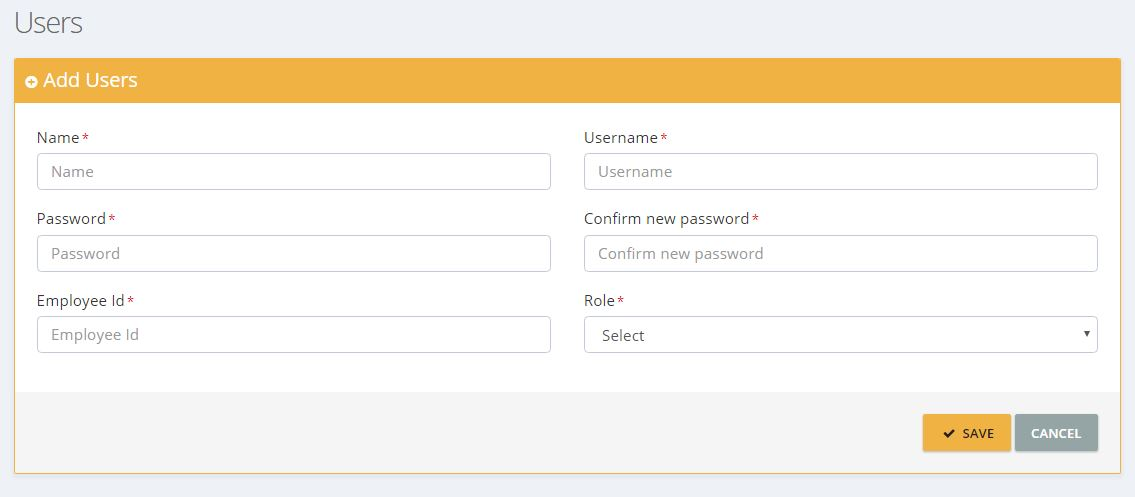 Users
Add Users
Name* Username*
Name Username
Password* Confirm new password*
Password Confirm new password
Employee Id* Role*
Employee Id Select
SAVE CANCEL